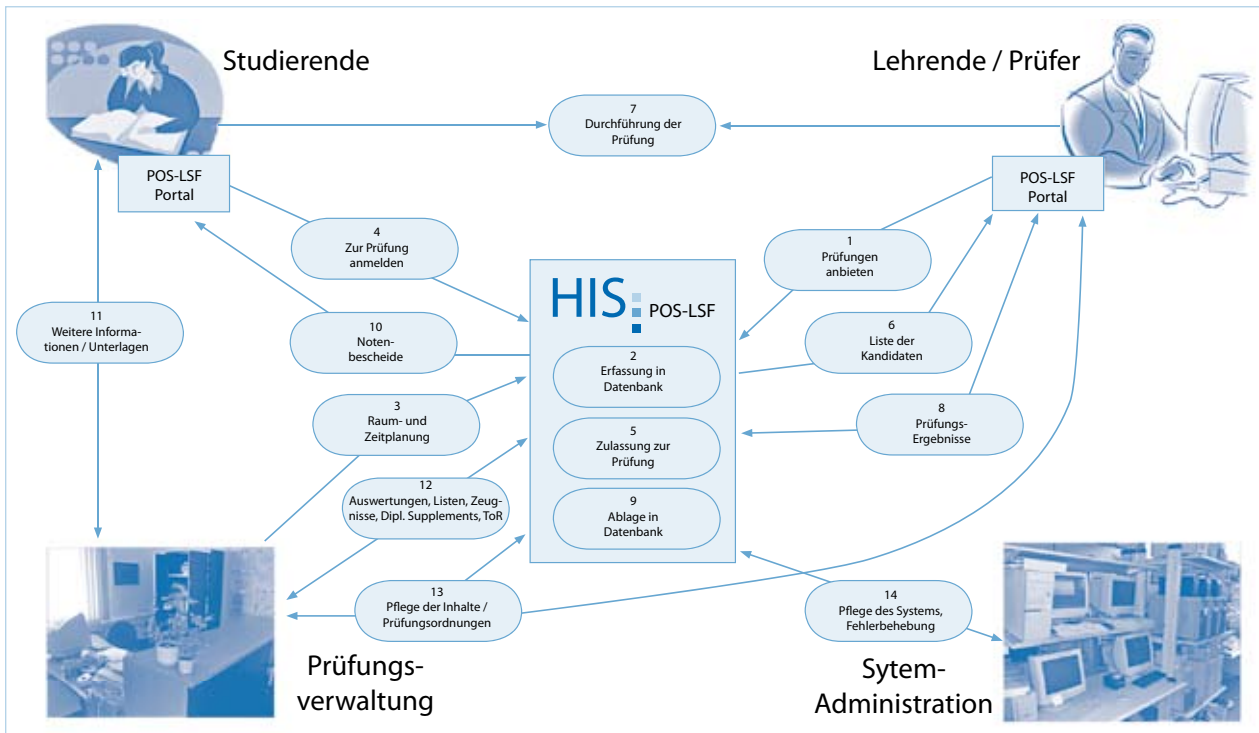 Studierende
Lehrende / Prüfer
7
Durchführung der
Prüfung
POS-LSF
Portal
POS-LSF
Portal
4
Zur Prüfung
anmelden
1
Prüfungen
anbieten
HIS: POS-LSF
11
Weitere Informa-
tionen / Unterlagen
10
Noten-
bescheide
6
Liste der
Kandidaten
2
Erfassung in
Datenbank
3
Raum- und
Zeitplanung
8
Prüfungs-
Ergebnisse
5
Zulassung zur
Prüfung
12
Auswertungen, Listen, Zeug-
nisse, Dipl. Supplements, ToR
9
Ablage in
Datenbank
13
Pflege der Inhalte /
Prüfungsordnungen
14
Pflege des Systems,
Fehlerbehebung
Prüfungs-
verwaltung
Sytem-
Administration